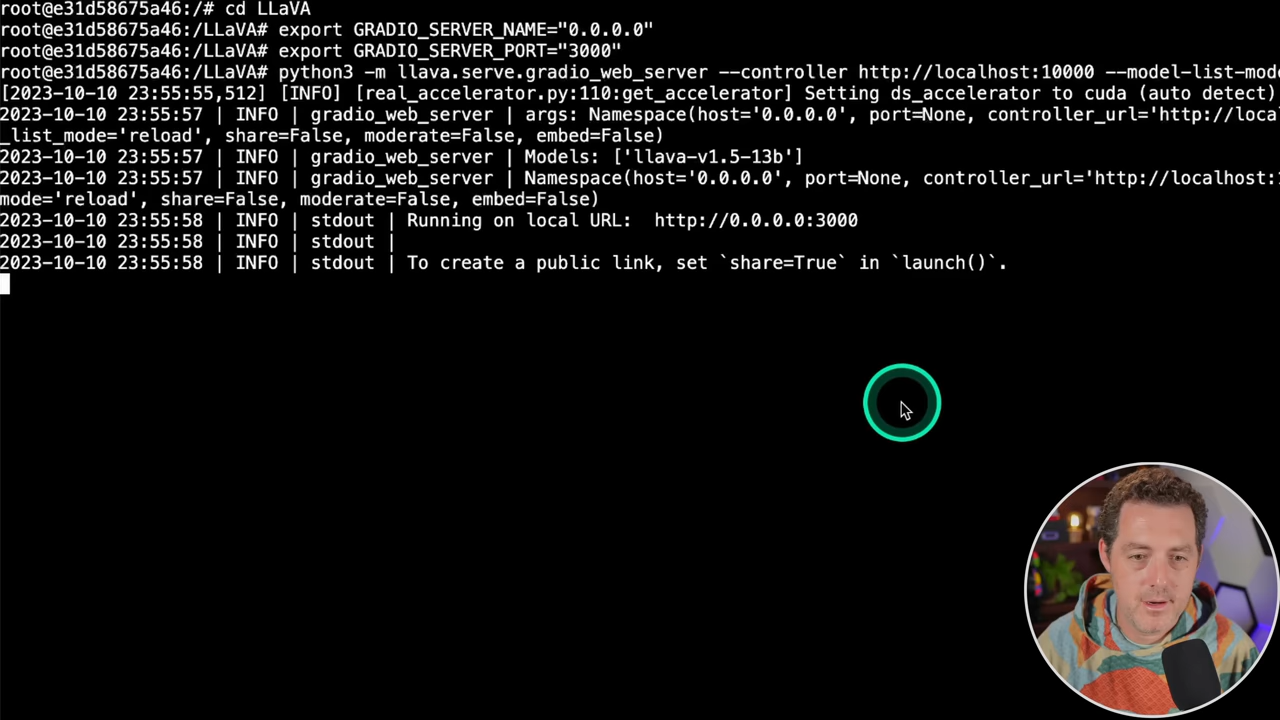 root@e31d58675a46:/# cd LLaVA
root@e31d58675a46:/LLaVA# export GRADIO_SERVER_NAME="0.0.0.0"
root@e31d58675a46:/LLaVA# export GRADIO_SERVER_PORT="3000"
root@e31d58675a46:/LLaVA# python3 -m llava.serve.gradio_web_server --controller http://localhost:10000 --model-list-mod
[2023-10-10 23:55:55,512] [INFO] [real_accelerator.py:110:get_accelerator] Setting ds_accelerator to cuda (auto detect)
2023-10-10 23:55:57 | INFO | gradio_web_server | args: Namespace(host='0.0.0.0', port=None, controller_url='http://loca
_list_mode='reload', share=False, moderate=False, embed=False)
2023-10-10 23:55:57 | INFO | gradio_web_server | Models: ['llava-v1.5-13b']
2023-10-10 23:55:57 | INFO | gradio_web_server | Namespace(host='0.0.0.0', port=None, controller_url='http://localhost:
mode='reload', share=False, moderate=False, embed=False)
2023-10-10 23:55:58 | INFO | stdout | Running on local URL:  http://0.0.0.0:3000
2023-10-10 23:55:58 | INFO | stdout |
2023-10-10 23:55:58 | INFO | stdout | To create a public link, set `share=True` in `launch()`.